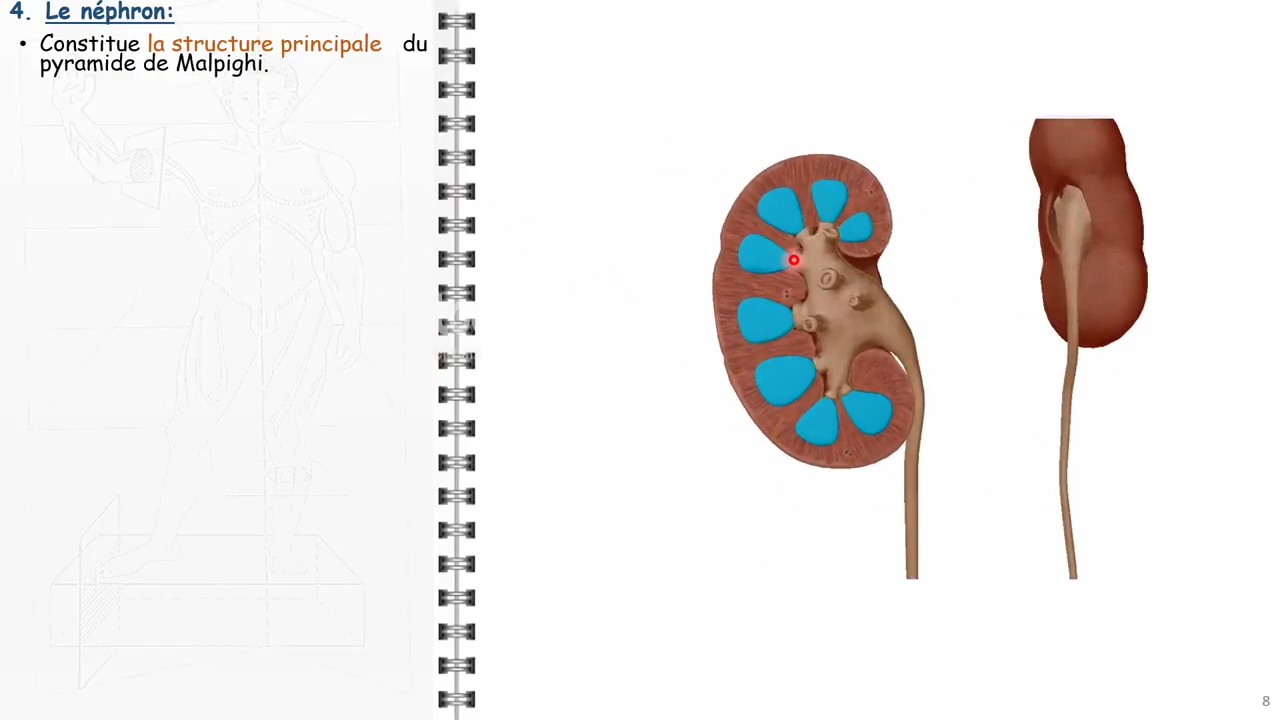 4. Le néphron:
• Constitue la structure principale du
pyramide de Malpighi.
8